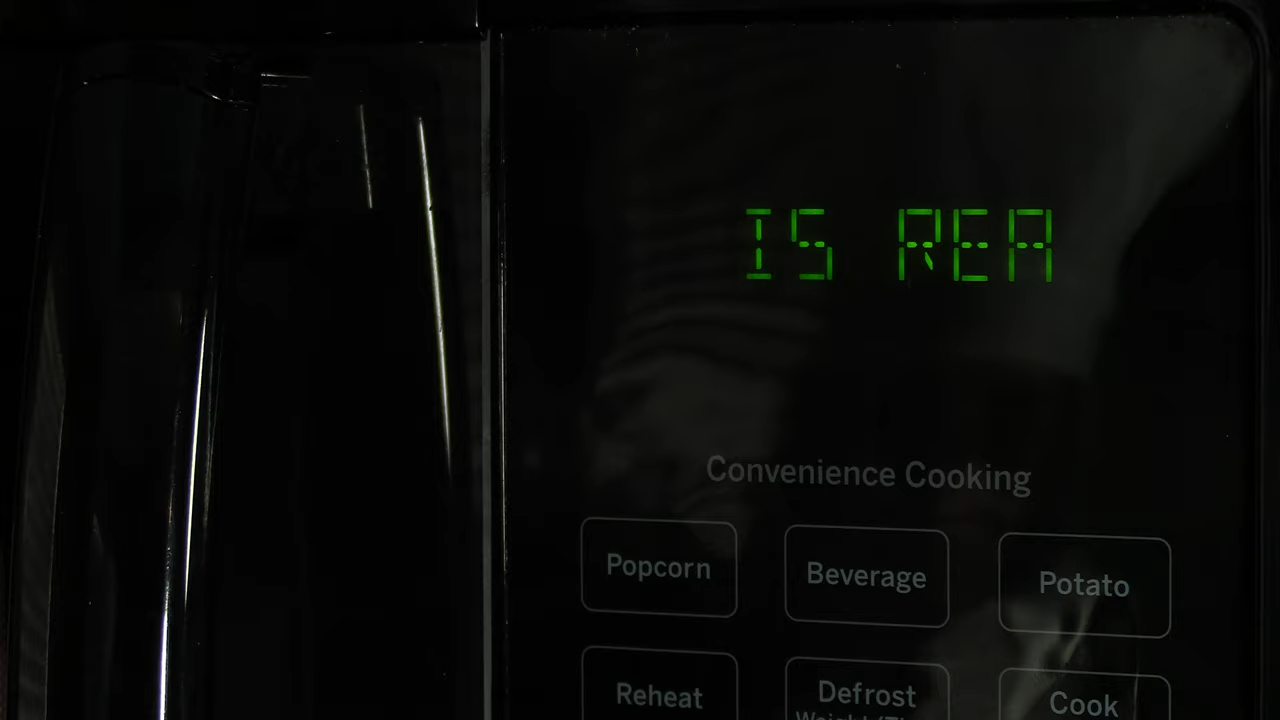 IS REA
Convenience Cooking
Popcorn Beverage Potato
Reheat Defrost Cook